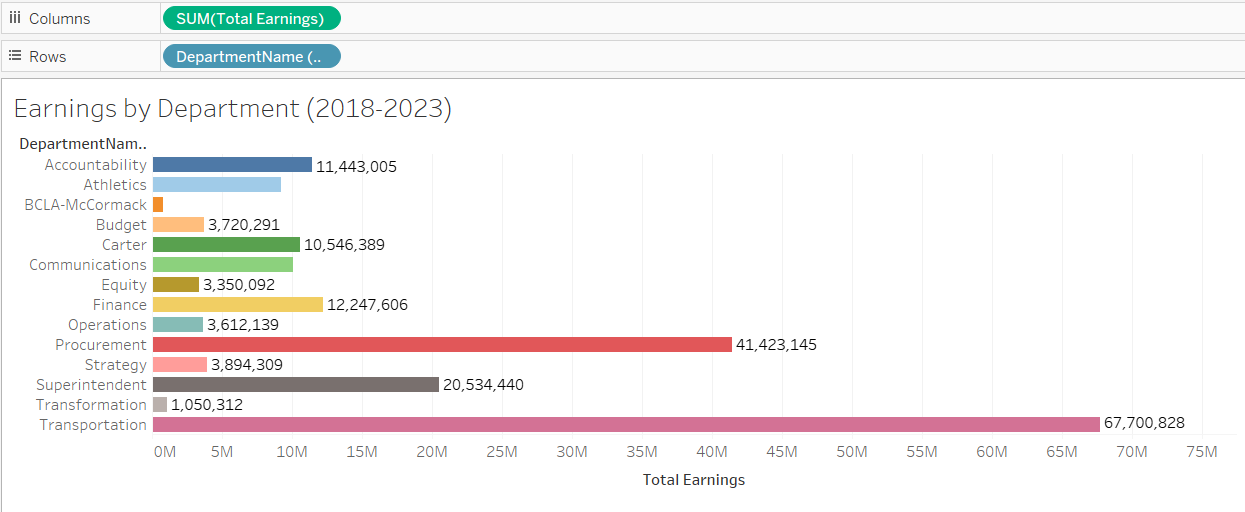 Columns SUM(Total Earnings)
Rows DepartmentName (..
Earnings by Department (2018-2023)
DepartmentNam..
Accountability 11,443,005
Athletics
BCLA-McCormack
Budget 3,720,291
Carter 10,546,389
Communications
Equity 3,350,092
Finance 12,247,606
Operations 3,612,139
Procurement 41,423,145
Strategy 3,894,309
Superintendent 20,534,440
Transformation 1,050,312
Transportation 67,700,828
0M 5M 10M 15M 20M 25M 30M 35M 40M 45M 50M 55M 60M 65M 70M 75M
Total Earnings